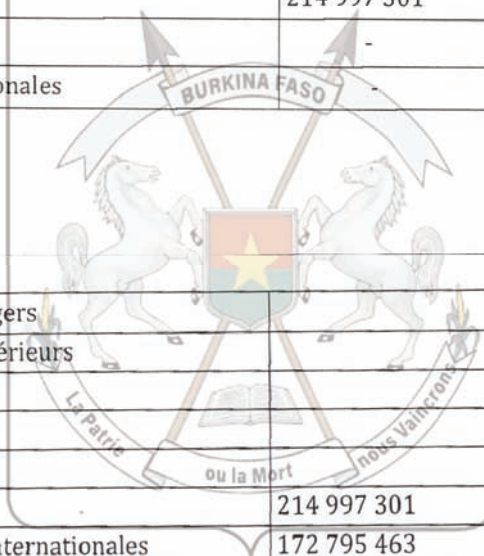 214 997 301
-
onales -
BURKINA FASO
gers
érieurs
La Patrie
ou la Mort
nous Vaincrons
214 997 301
nternationales 172 795 463